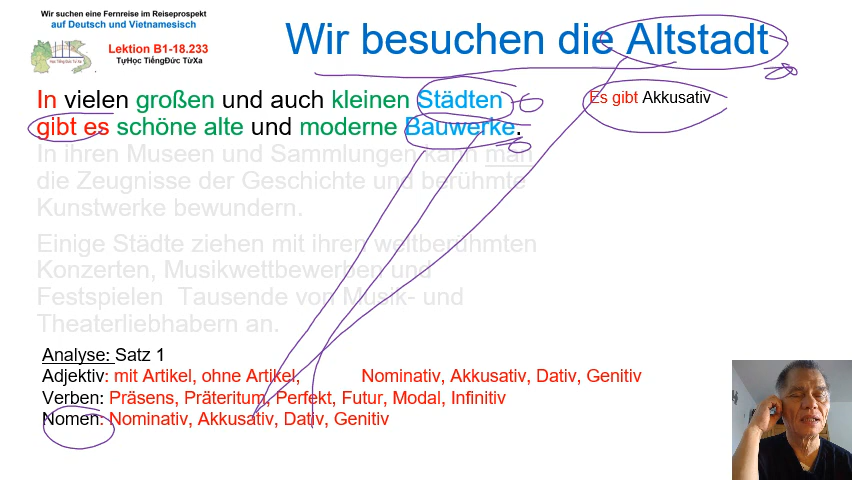 Wir suchen eine Fernreise im Reiseprospekt
auf Deutsch und Vietnamesisch
Lektion B1-18.233
TựHọc TiếngĐức TừXa
Wir besuchen die Altstadt
In vielen großen und auch kleinen Städten
gibt es schöne alte und moderne Bauwerke.
Es gibt Akkusativ
In ihren Museen und Sammlungen kann man
die Zeugnisse der Geschichte und berühmte
Kunstwerke bewundern.
Einige Städte ziehen mit ihren weltberühmten
Konzerten, Musikwettbewerben und
Festspielen Tausende von Musik- und
Theaterliebhabern an.
Analyse: Satz 1
Adjektiv: mit Artikel, ohne Artikel, Nominativ, Akkusativ, Dativ, Genitiv
Verben: Präsens, Präteritum, Perfekt, Futur, Modal, Infinitiv
Nomen: Nominativ, Akkusativ, Dativ, Genitiv